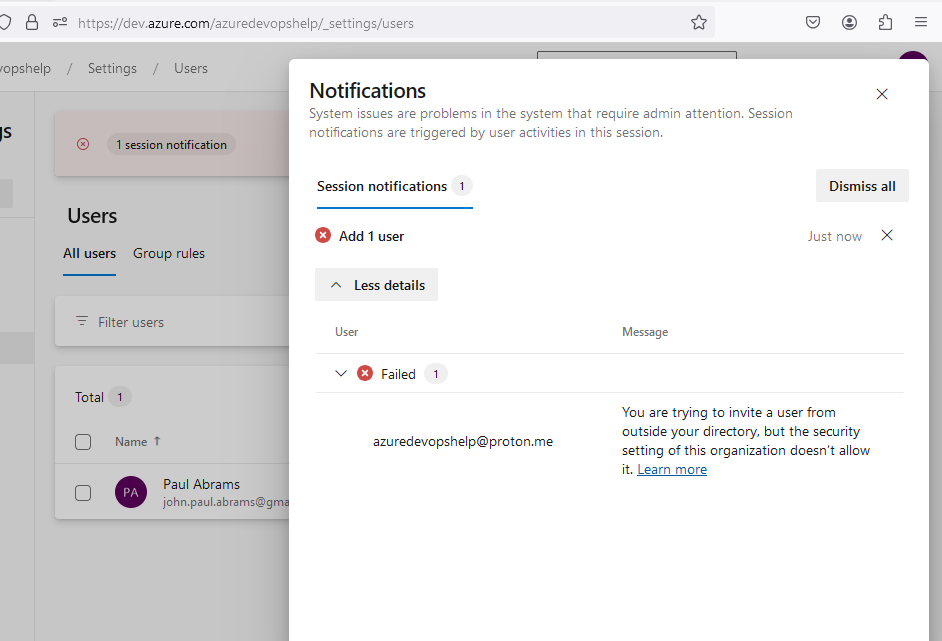 https://dev.azure.com/azuredevopshelp/_settings/users
vopshelp / Settings / Users
gs
1 session notification
Users
All users Group rules
Filter users
Total 1
Name ↑
PA
Paul Abrams
john.paul.abrams@gma
Notifications
System issues are problems in the system that require admin attention. Session
notifications are triggered by user activities in this session.
Session notifications 1
Dismiss all
Add 1 user
Just now
Less details
User Message
Failed 1
azuredevopshelp@proton.me
You are trying to invite a user from
outside your directory, but the security
setting of this organization doesn't allow
it. Learn more